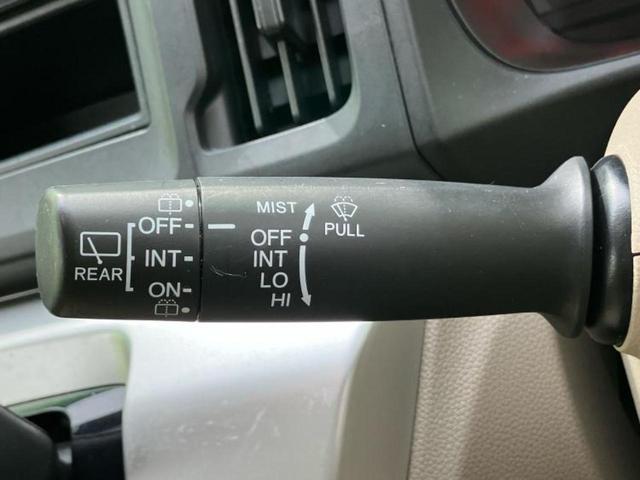 REAR
OFF
INT
ON
MIST
OFF
INT
LO
HI
PULL